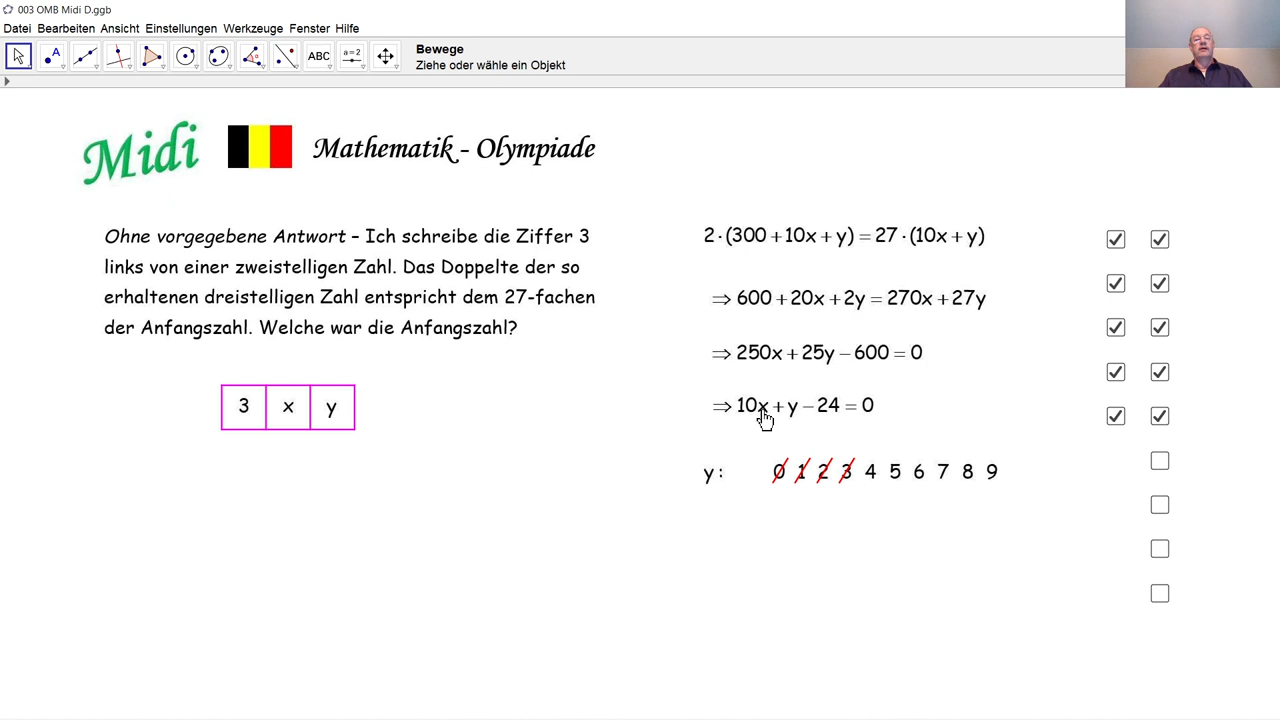 003 OMB Midi D.ggb
Datei Bearbeiten Ansicht Einstellungen Werkzeuge Fenster Hilfe
A
ABC
a=2
Bewege
Ziehe oder wähle ein Objekt
Midi
Mathematik - Olympiade
Ohne vorgegebene Antwort – Ich schreibe die Ziffer 3
links von einer zweistelligen Zahl. Das Doppelte der so
erhaltenen dreistelligen Zahl entspricht dem 27-fachen
der Anfangszahl. Welche war die Anfangszahl?
3 x y
2·(300+10x+y)=27·(10x+y)
⇒ 600+20x+2y=270x+27y
⇒ 250x+25y−600=0
⇒ 10x+y−24=0
y: 0 1 2 3 4 5 6 7 8 9